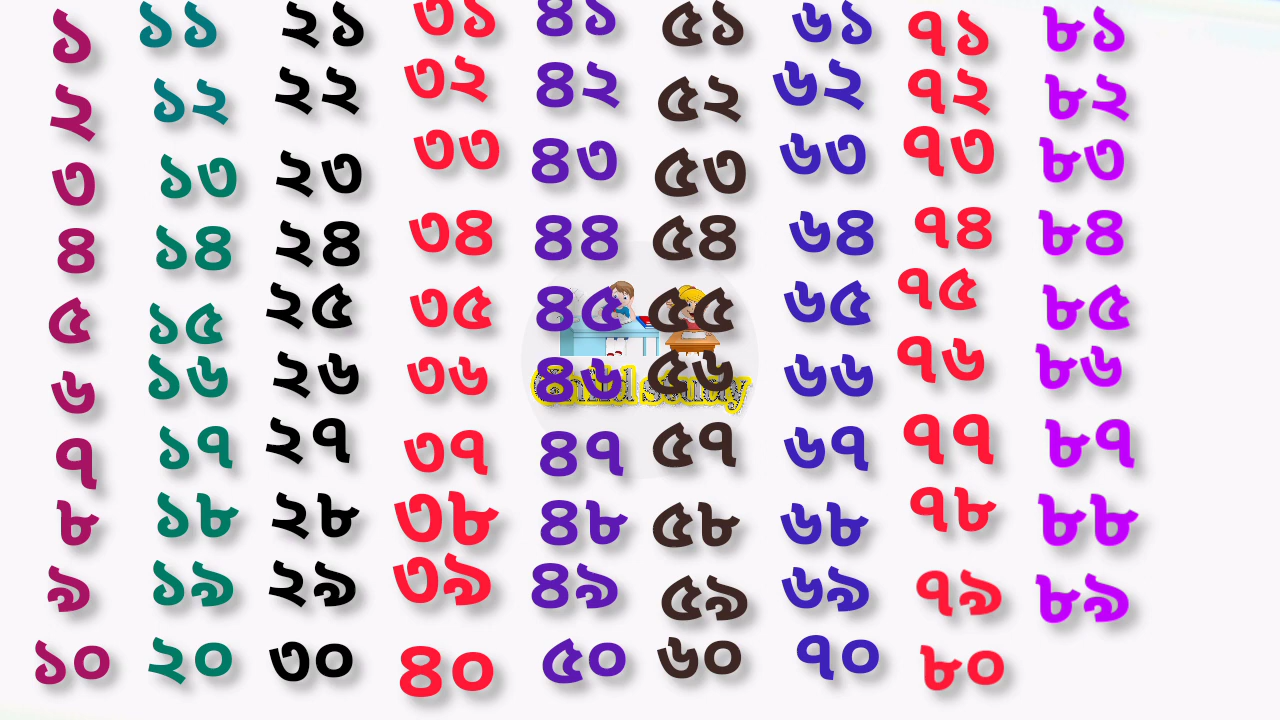 ১ ১১ ২১ ৩১ ৪১ ৫১ ৬১ ৭১ ৮১
২ ১২ ২২ ৩২ ৪২ ৫২ ৬২ ৭২ ৮২
৩ ১৩ ২৩ ৩৩ ৪৩ ৫৩ ৬৩ ৭৩ ৮৩
৪ ১৪ ২৪ ৩৪ ৪৪ ৫৪ ৬৪ ৭৪ ৮৪
৫ ১৫ ২৫ ৩৫ ৪৫ ৫৫ ৬৫ ৭৫ ৮৫
৬ ১৬ ২৬ ৩৬ ৪৬ ৫৬ ৬৬ ৭৬ ৮৬
Child Study
৭ ১৭ ২৭ ৩৭ ৪৭ ৫৭ ৬৭ ৭৭ ৮৭
৮ ১৮ ২৮ ৩৮ ৪৮ ৫৮ ৬৮ ৭৮ ৮৮
৯ ১৯ ২৯ ৩৯ ৪৯ ৫৯ ৬৯ ৭৯ ৮৯
১০ ২০ ৩০ ৪০ ৫০ ৬০ ৭০ ৮০